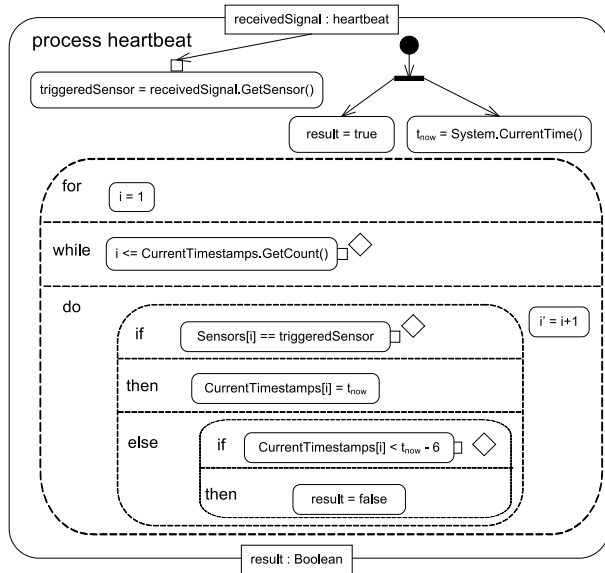 receivedSignal : heartbeat
process heartbeat
triggeredSensor = receivedSignal.GetSensor()
result = true
tnow = System.CurrentTime()
for
i = 1
while
i <= CurrentTimestamps.GetCount()
do
i' = i+1
if
Sensors[i] == triggeredSensor
then
CurrentTimestamps[i] = tnow
else
if
CurrentTimestamps[i] < tnow - 6
then
result = false
result : Boolean